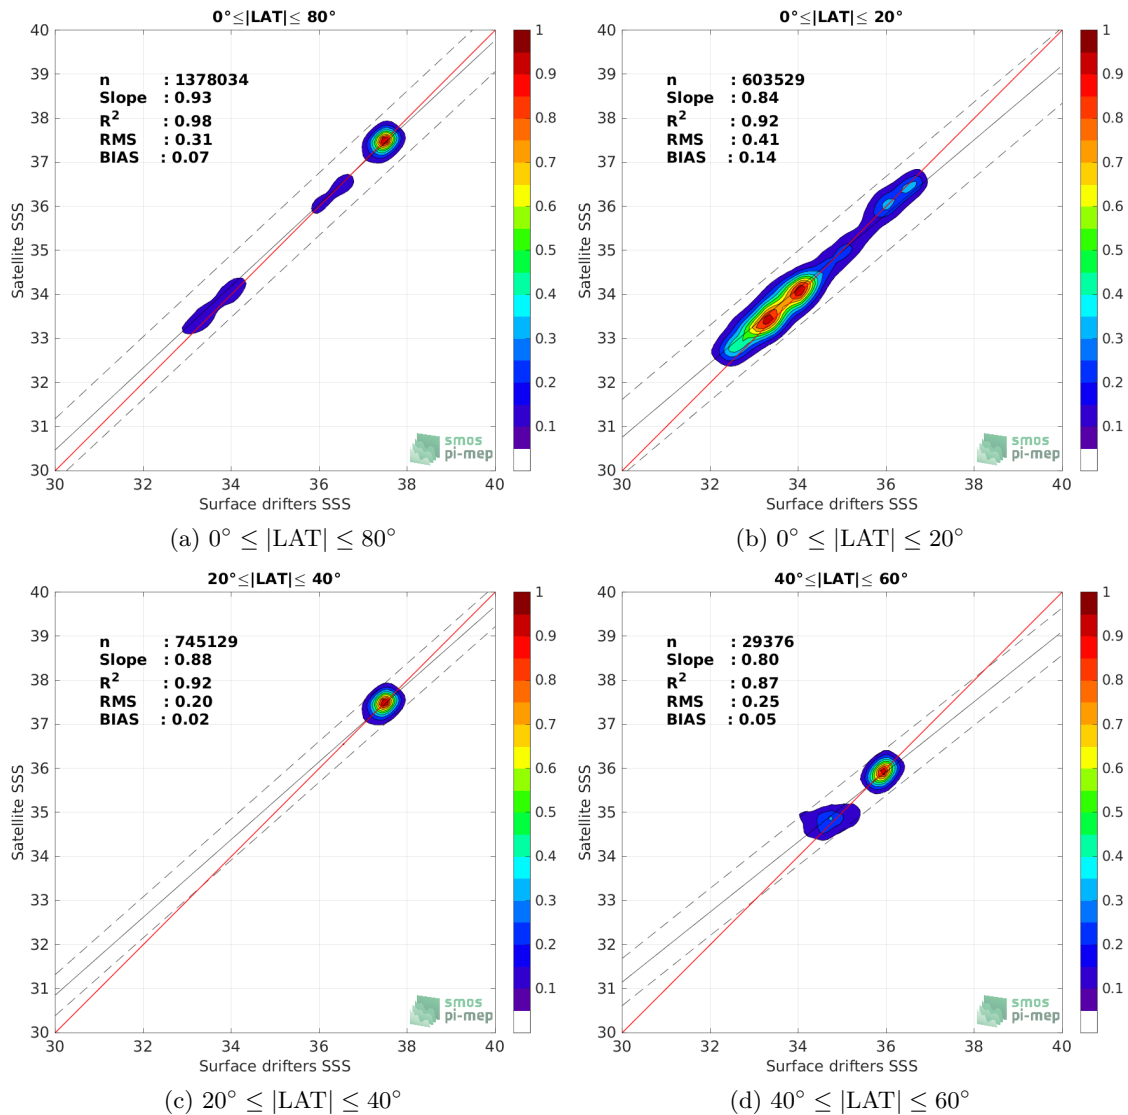 0°≤|LAT|≤ 80°
40
39
38
37
36
35
34
33
32
31
30
Satellite SSS
n : 1378034
Slope : 0.93
R² : 0.98
RMS : 0.31
BIAS : 0.07
smos
pi-mep
30 32 34 36 38 40
Surface drifters SSS
1
0.9
0.8
0.7
0.6
0.5
0.4
0.3
0.2
0.1
(a) 0° ≤ |LAT| ≤ 80°
0°≤|LAT|≤ 20°
40
39
38
37
36
35
34
33
32
31
30
Satellite SSS
n : 603529
Slope : 0.84
R² : 0.92
RMS : 0.41
BIAS : 0.14
smos
pi-mep
30 32 34 36 38 40
Surface drifters SSS
1
0.9
0.8
0.7
0.6
0.5
0.4
0.3
0.2
0.1
(b) 0° ≤ |LAT| ≤ 20°
20°≤|LAT|≤ 40°
40
39
38
37
36
35
34
33
32
31
30
Satellite SSS
n : 745129
Slope : 0.88
R² : 0.92
RMS : 0.20
BIAS : 0.02
smos
pi-mep
30 32 34 36 38 40
Surface drifters SSS
1
0.9
0.8
0.7
0.6
0.5
0.4
0.3
0.2
0.1
(c) 20° ≤ |LAT| ≤ 40°
40°≤|LAT|≤ 60°
40
39
38
37
36
35
34
33
32
31
30
Satellite SSS
n : 29376
Slope : 0.80
R² : 0.87
RMS : 0.25
BIAS : 0.05
smos
pi-mep
30 32 34 36 38 40
Surface drifters SSS
1
0.9
0.8
0.7
0.6
0.5
0.4
0.3
0.2
0.1
(d) 40° ≤ |LAT| ≤ 60°